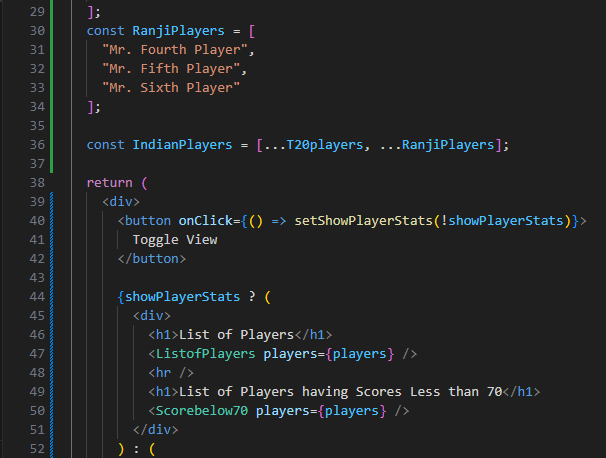 29 ];
30 const RanjiPlayers = [
31 "Mr. Fourth Player",
32 "Mr. Fifth Player",
33 "Mr. Sixth Player"
34 ];
35
36 const IndianPlayers = [...T20players, ...RanjiPlayers];
37
38 return (
39 <div>
40 <button onClick={() => setShowPlayerStats(!showPlayerStats)}>
41 Toggle View
42 </button>
43
44 {showPlayerStats ? (
45 <div>
46 <h1>List of Players</h1>
47 <ListofPlayers players={players} />
48 <hr />
49 <h1>List of Players having Scores Less than 70</h1>
50 <Scorebelow70 players={players} />
51 </div>
52 ) : (